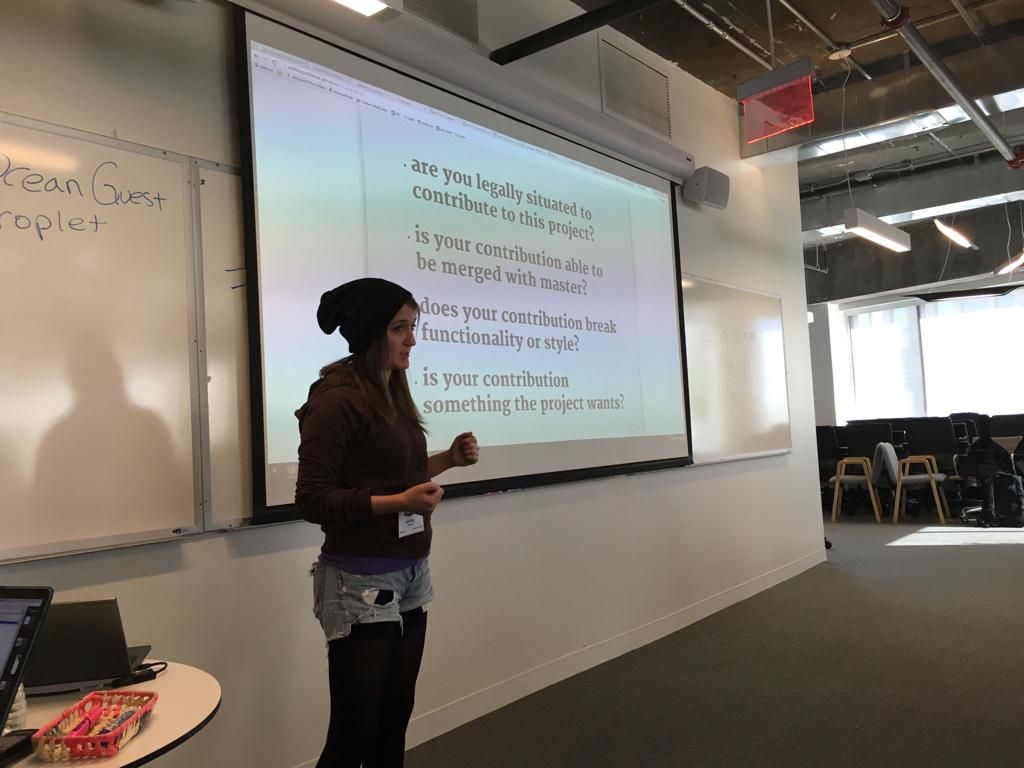 Ocean Guest
roplet
. are you legally situated to
contribute to this project?
. is your contribution able to
be merged with master?
does your contribution break
functionality or style?
. is your contribution
something the project wants?